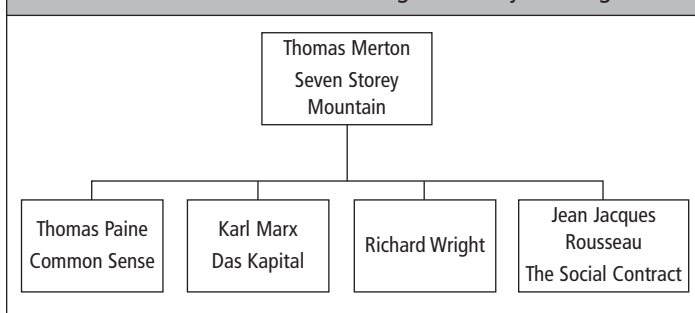 Thomas Merton
Seven Storey
Mountain
Thomas Paine
Common Sense
Karl Marx
Das Kapital
Richard Wright
Jean Jacques
Rousseau
The Social Contract